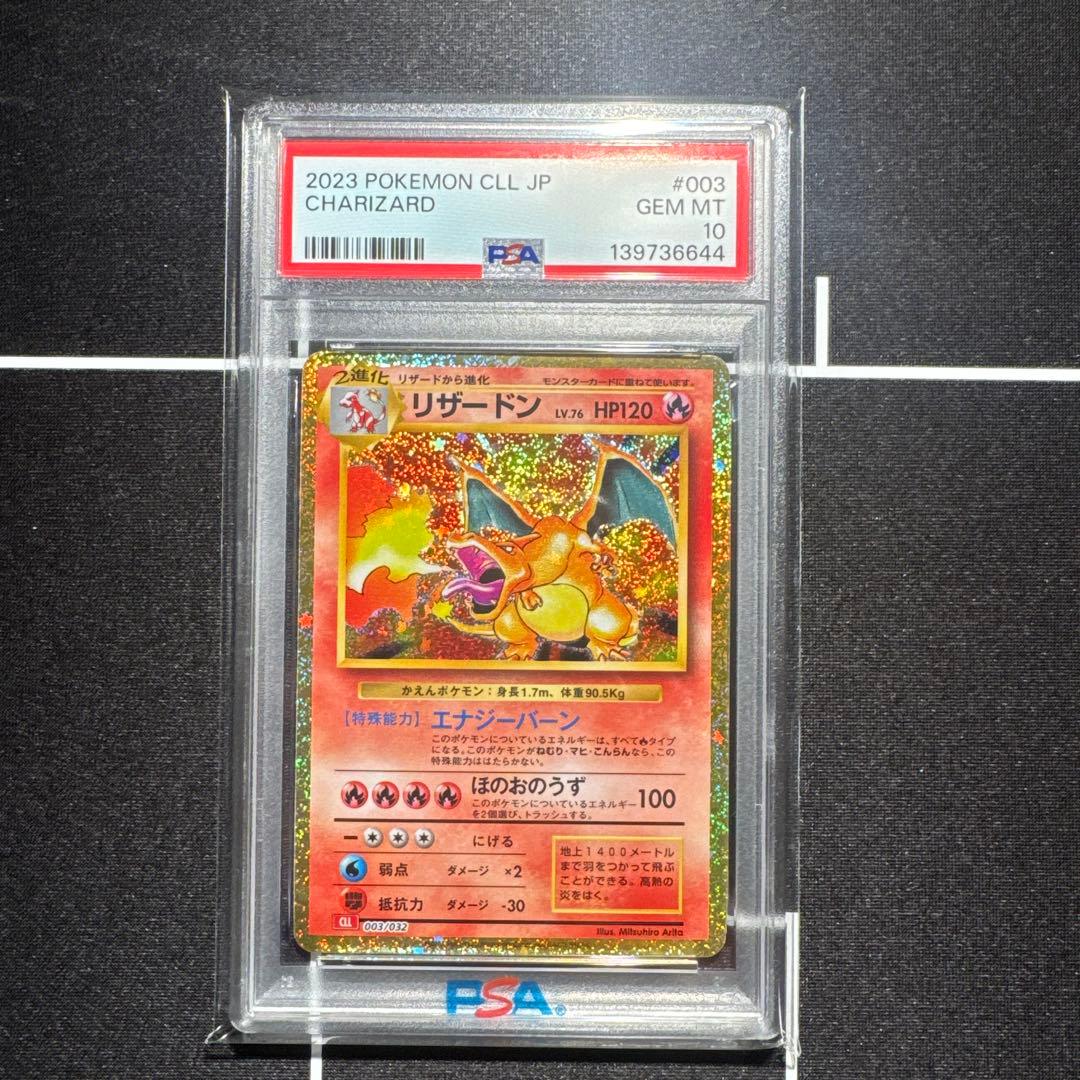 2023 POKEMON CLL JP #003
CHARIZARD GEM MT
10
PSA 139736644
2進化 リザードから進化 モンスターカードに重ねて使います。
リザードン LV.76 HP120
かえんポケモン：身長1.7m、体重90.5Kg
【特殊能力】エナジーバーン
このポケモンについているエネルギーは、すべて🔥タイプ
になる。このポケモンがねむり・マヒ・こんらんなら、この
特殊能力ははたらかない。
ほのおのうず 100
このポケモンについているエネルギー
を2個選び、トラッシュする。
にげる
弱点 ダメージ ×2
抵抗力 ダメージ -30
地上1400メートル
まで羽をつかって飛ぶ
ことができる。高熱の
炎をはく。
CLL 003/032
Illus. Mitsuhiro Arita
PSA®